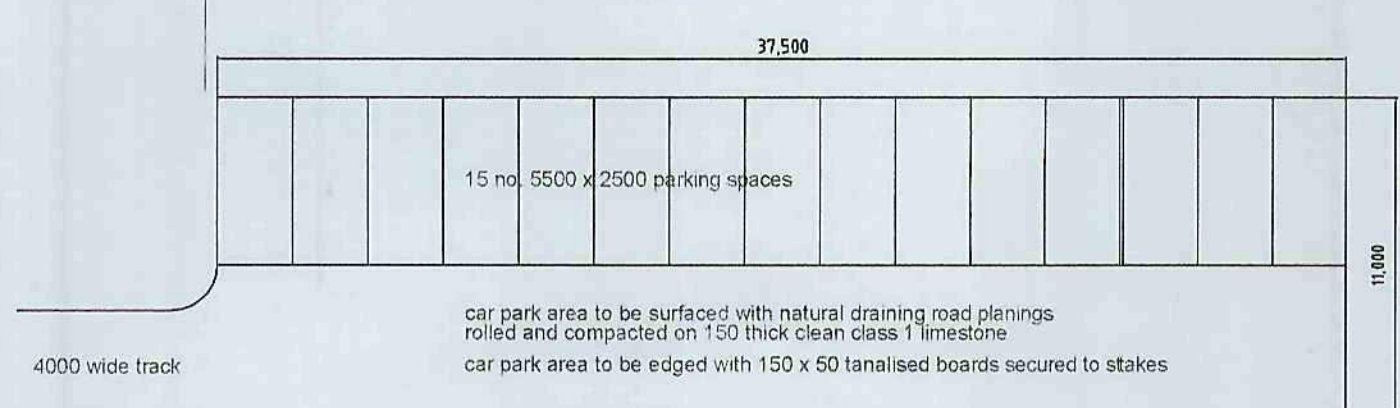 37,500
15 no. 5500 x 2500 parking spaces
11,000
car park area to be surfaced with natural draining road planings
rolled and compacted on 150 thick clean class 1 limestone
4000 wide track
car park area to be edged with 150 x 50 tanalised boards secured to sttakes